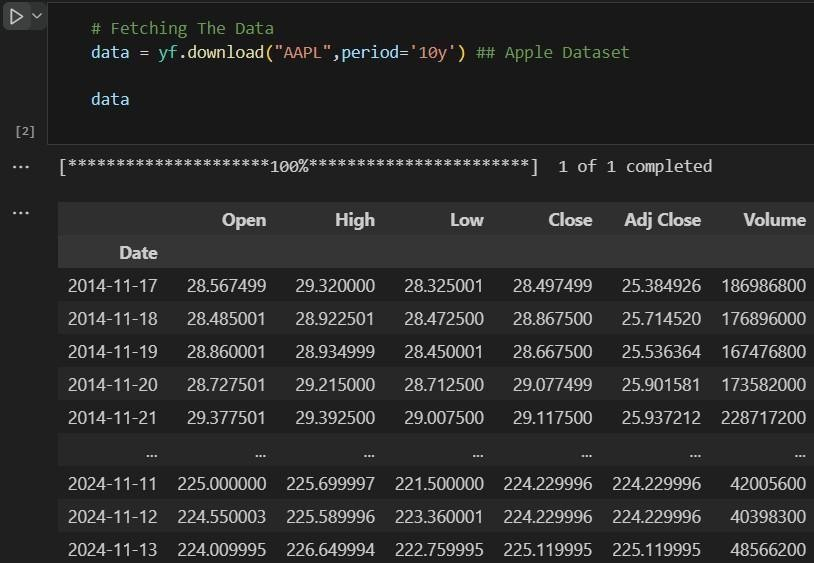 # Fetching The Data
data = yf.download("AAPL",period='10y') ## Apple Dataset
data
[2]
... [*********************100%***********************] 1 of 1 completed
...
Open High Low Close Adj Close Volume
Date
2014-11-17 28.567499 29.320000 28.325001 28.497499 25.384926 186986800
2014-11-18 28.485001 28.922501 28.472500 28.867500 25.714520 176896000
2014-11-19 28.860001 28.934999 28.450001 28.667500 25.536364 167476800
2014-11-20 28.727501 29.215000 28.712500 29.077499 25.901581 173582000
2014-11-21 29.377501 29.392500 29.007500 29.117500 25.937212 228717200
... ... ... ... ... ... ...
2024-11-11 225.000000 225.699997 221.500000 224.229996 224.229996 42005600
2024-11-12 224.550003 225.589996 223.360001 224.229996 224.229996 40398300
2024-11-13 224.009995 226.649994 222.759995 225.119995 225.119995 48566200